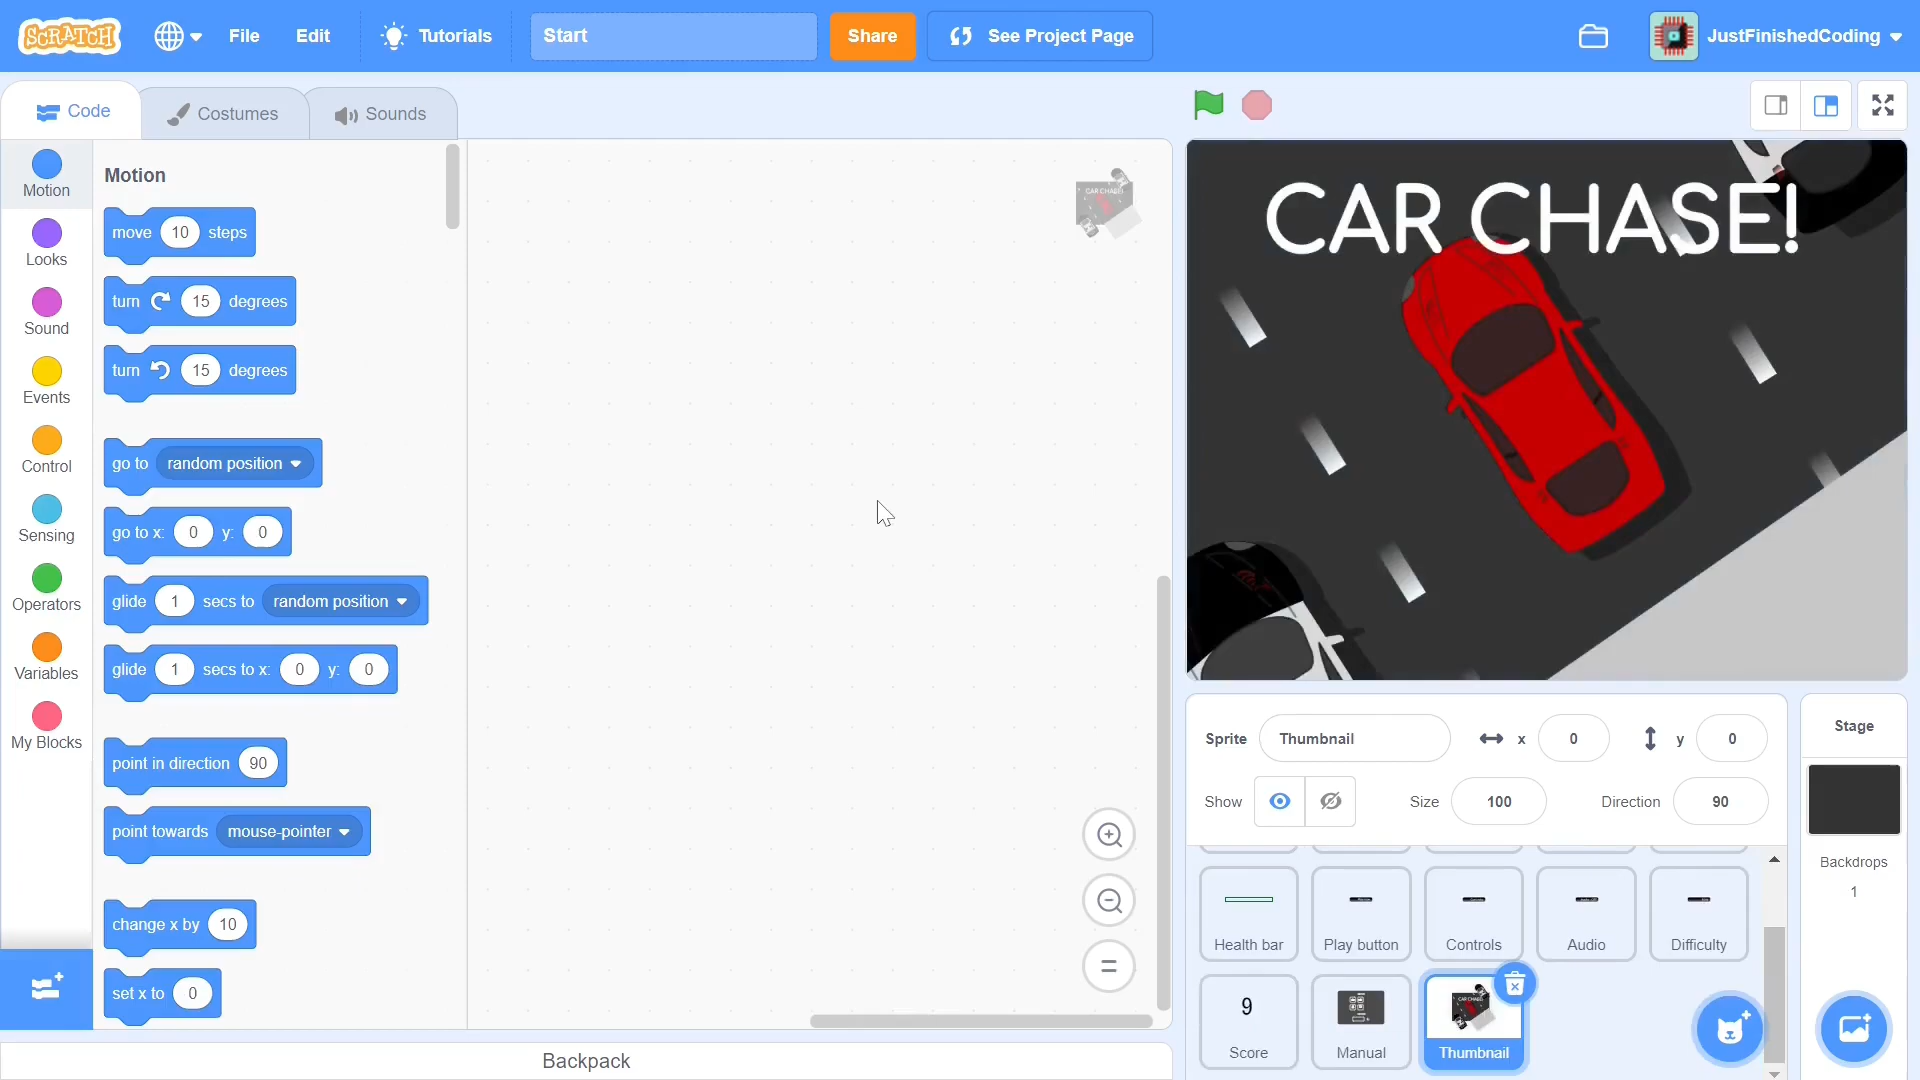 SCRATCH
File
Edit
Tutorials
Start
Share
See Project Page
JustFinishedCoding
Code
Costumes
Sounds
Motion
Looks
Sound
Events
Control
Sensing
Operators
Variables
My Blocks
Motion
move 10 steps
turn 15 degrees
turn 15 degrees
go to random position
go to x: 0 y: 0
glide 1 secs to random position
glide 1 secs to x: 0 y: 0
point in direction 90
point towards mouse-pointer
change x by 10
set x to 0
CAR CHASE!
Backpack
CAR CHASE!
Sprite Thumbnail x 0 y 0
Show Size 100 Direction 90
Health bar
Play button
Controls
Audio
Difficulty
9
Score
Manual
CAR CHASE!
Thumbnail
Stage
Backdrops
1